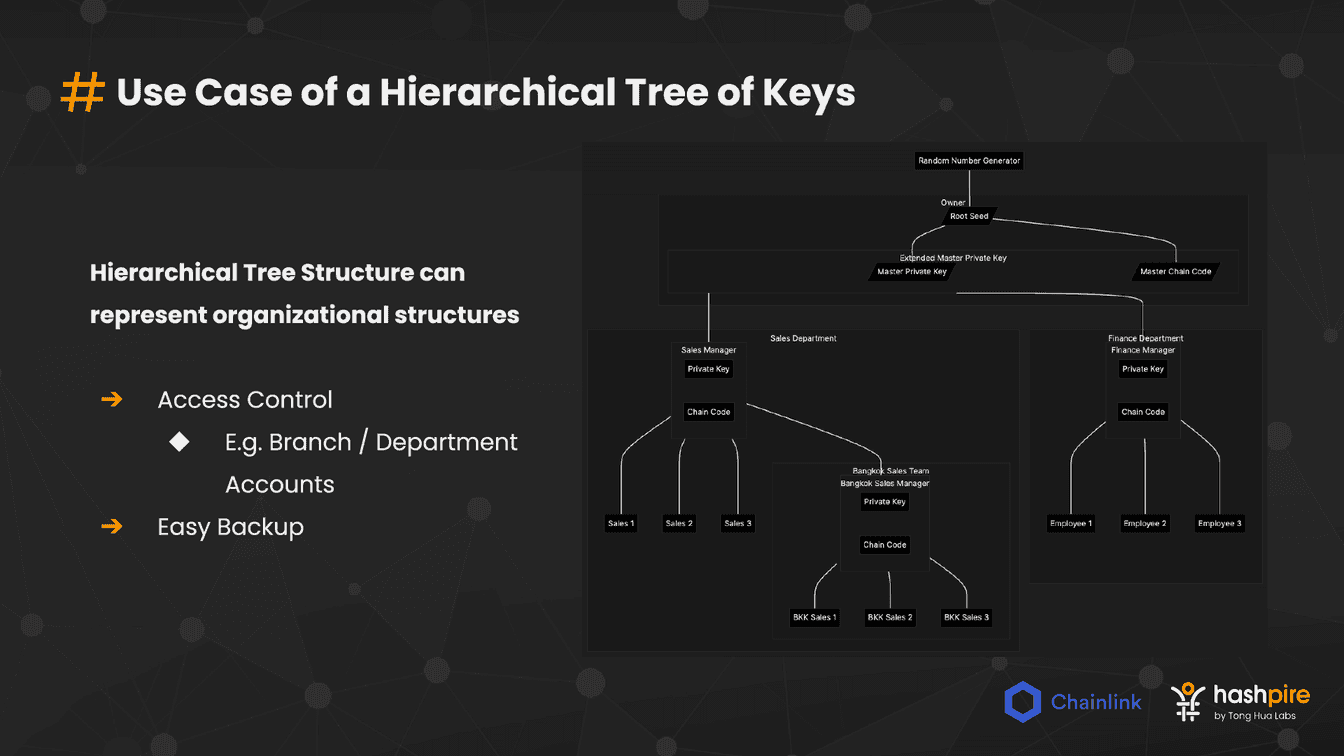 # Use Case of a Hierarchical Tree of Keys
Hierarchical Tree Structure can
represent organizational structures
➔ Access Control
◆ E.g. Branch / Department
Accounts
➔ Easy Backup
Random Number Generator
Owner
Root Seed
Extended Master Private Key
Master Private Key
Master Chain Code
Sales Department
Sales Manager
Private Key
Chain Code
Sales 1
Sales 2
Sales 3
Bangkok Sales Team
Bangkok Sales Manager
Private Key
Chain Code
BKK Sales 1
BKK Sales 2
BKK Sales 3
Finance Department
Finance Manager
Private Key
Chain Code
Employee 1
Employee 2
Employee 3
Chainlink
hashpire
by Tong Hua Labs